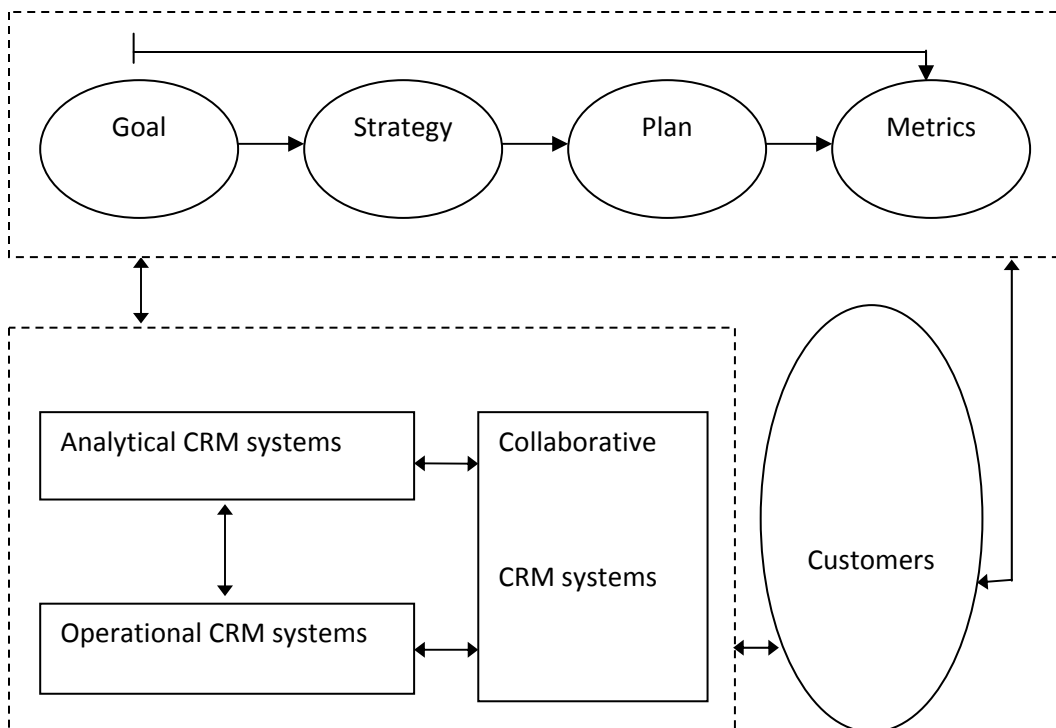 Goal
Strategy
Plan
Metrics
Analytical CRM systems
Collaborative
CRM systems
Operational CRM systems
Customers